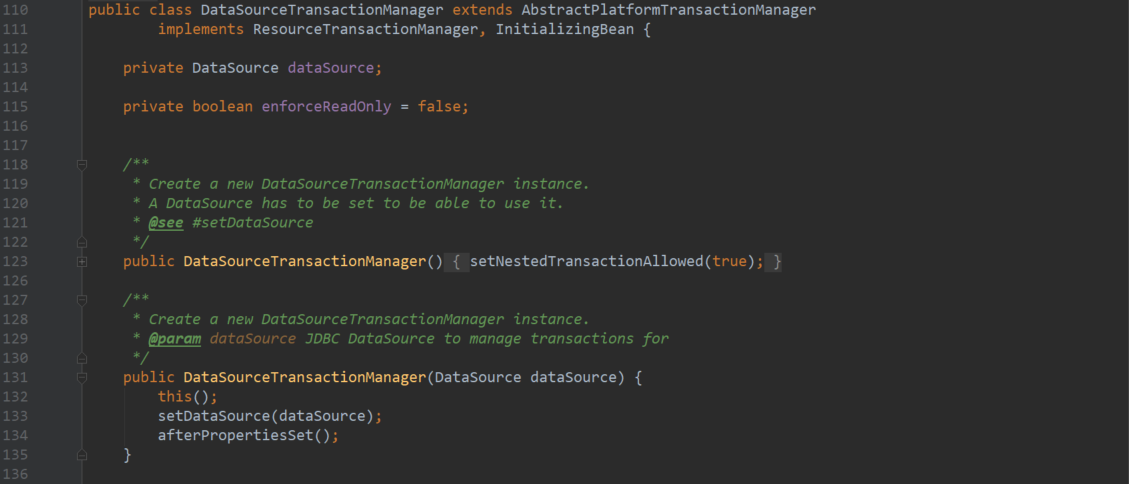 110 public class DataSourceTransactionManager extends AbstractPlatformTransactionManager
111 implements ResourceTransactionManager, InitializingBean {
112
113 private DataSource dataSource;
114
115 private boolean enforceReadOnly = false;
116
117
118 /**
119 * Create a new DataSourceTransactionManager instance.
120 * A DataSource has to be set to be able to use it.
121 * @see #setDataSource
122 */
123 public DataSourceTransactionManager() { setNestedTransactionAllowed(true); }
126
127 /**
128 * Create a new DataSourceTransactionManager instance.
129 * @param dataSource JDBC DataSource to manage transactions for
130 */
131 public DataSourceTransactionManager(DataSource dataSource) {
132 this();
133 setDataSource(dataSource);
134 afterPropertiesSet();
135 }
136